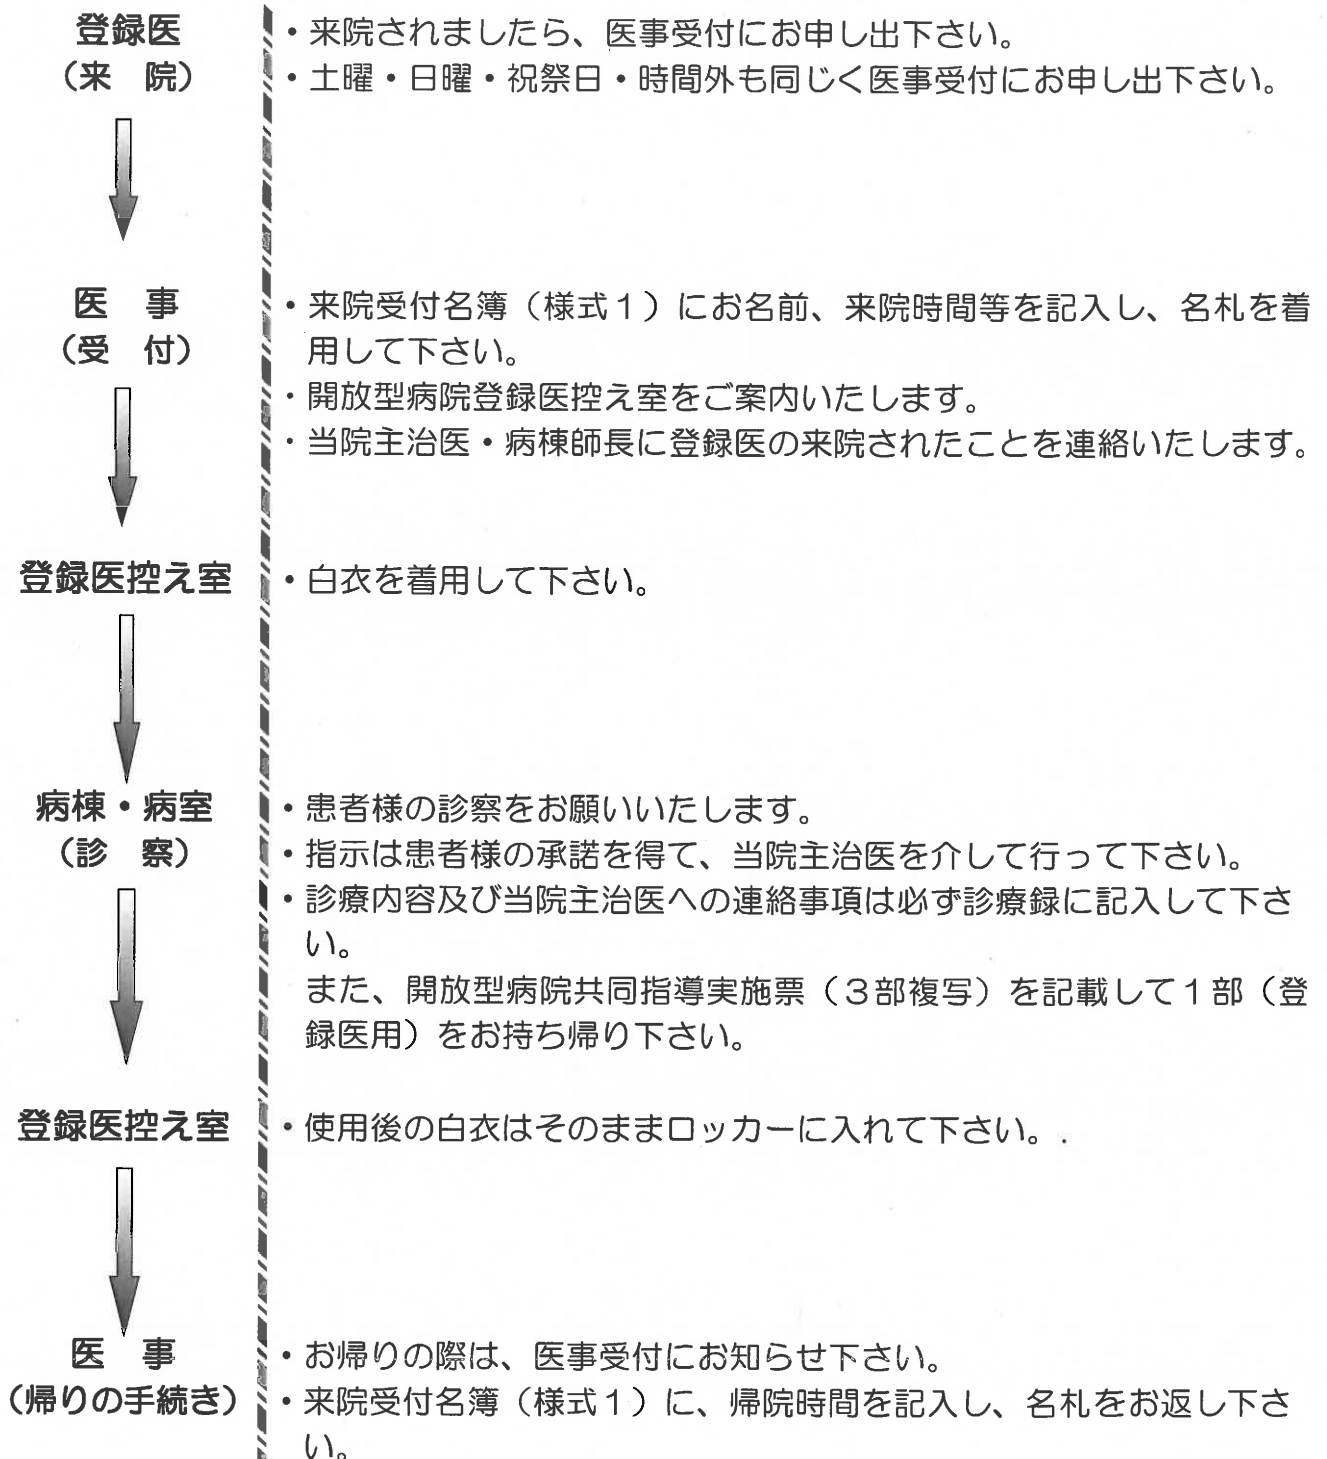 登録医
（来　院）
・来院されましたら、医事受付にお申し出下さい。
・土曜・日曜・祝祭日・時間外も同じく医事受付にお申し出下さい。
医　事
（受　付）
・来院受付名簿（様式１）にお名前、来院時間等を記入し、名札を着
用して下さい。
・開放型病院登録医控え室をご案内いたします。
・当院主治医・病棟師長に登録医の来院されたことを連絡いたします。
登録医控え室
・白衣を着用して下さい。
病棟・病室
（診　察）
・患者様の診察をお願いいたします。
・指示は患者様の承諾を得て、当院主治医を介して行って下さい。
・診療内容及び当院主治医への連絡事項は必ず診療録に記入して下さ
い。
また、開放型病院共同指導実施票（３部複写）を記載して１部（登
録医用）をお持ち帰り下さい。
登録医控え室
・使用後の白衣はそのままロッカーに入れて下さい。.
医　事
（帰りの手続き）
・お帰りの際は、医事受付にお知らせ下さい。
・来院受付名簿（様式１）に、帰院時間を記入し、名札をお返し下さ
い。